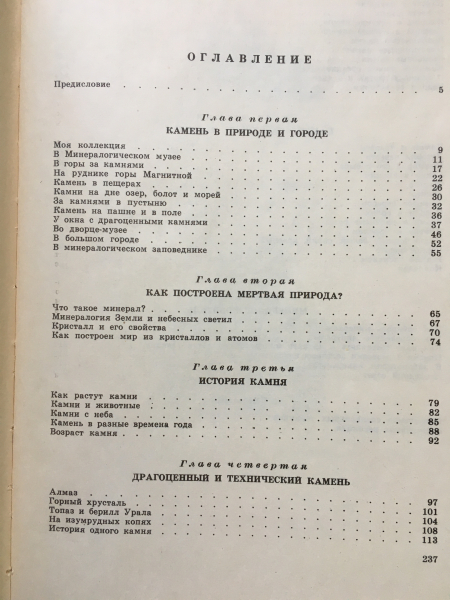 ОГЛАВЛЕНИЕ
Предисловие . . . . . . . . . . 5
Глава первая
КАМЕНЬ В ПРИРОДЕ И ГОРОДЕ
Моя коллекция . . . . . . . . . . 9
В Минералогическом музее . . . . . . . . . . 11
В горы за камнями . . . . . . . . . . 17
На руднике горы Магнитной . . . . . . . . . . 22
Камень в пещерах . . . . . . . . . . 26
Камни на дне озер, болот и морей . . . . . . . . . . 30
За камнями в пустыню . . . . . . . . . . 32
Камень на пашне и в поле . . . . . . . . . . 36
У окна с драгоценными камнями . . . . . . . . . . 37
Во дворце-музее . . . . . . . . . . 46
В большом городе . . . . . . . . . . 52
В минералогическом заповеднике . . . . . . . . . . 55
Глава вторая
КАК ПОСТРОЕНА МЕРТВАЯ ПРИРОДА?
Что такое минерал? . . . . . . . . . . 65
Минералогия Земли и небесных светил . . . . . . . . . . 67
Кристалл и его свойства . . . . . . . . . . 70
Как построен мир из кристаллов и атомов . . . . . . . . . . 74
Глава третья
ИСТОРИЯ КАМНЯ
Как растут камни . . . . . . . . . . 79
Камни и животные . . . . . . . . . . 82
Камни с неба . . . . . . . . . . 85
Камень в разные времена года . . . . . . . . . . 88
Возраст камня . . . . . . . . . . 92
Глава четвертая
ДРАГОЦЕННЫЙ И ТЕХНИЧЕСКИЙ КАМЕНЬ
Алмаз . . . . . . . . . . 97
Горный хрусталь . . . . . . . . . . 101
Топаз и берилл Урала . . . . . . . . . . 104
На изумрудных копях . . . . . . . . . . 108
История одного камня . . . . . . . . . . 113
237